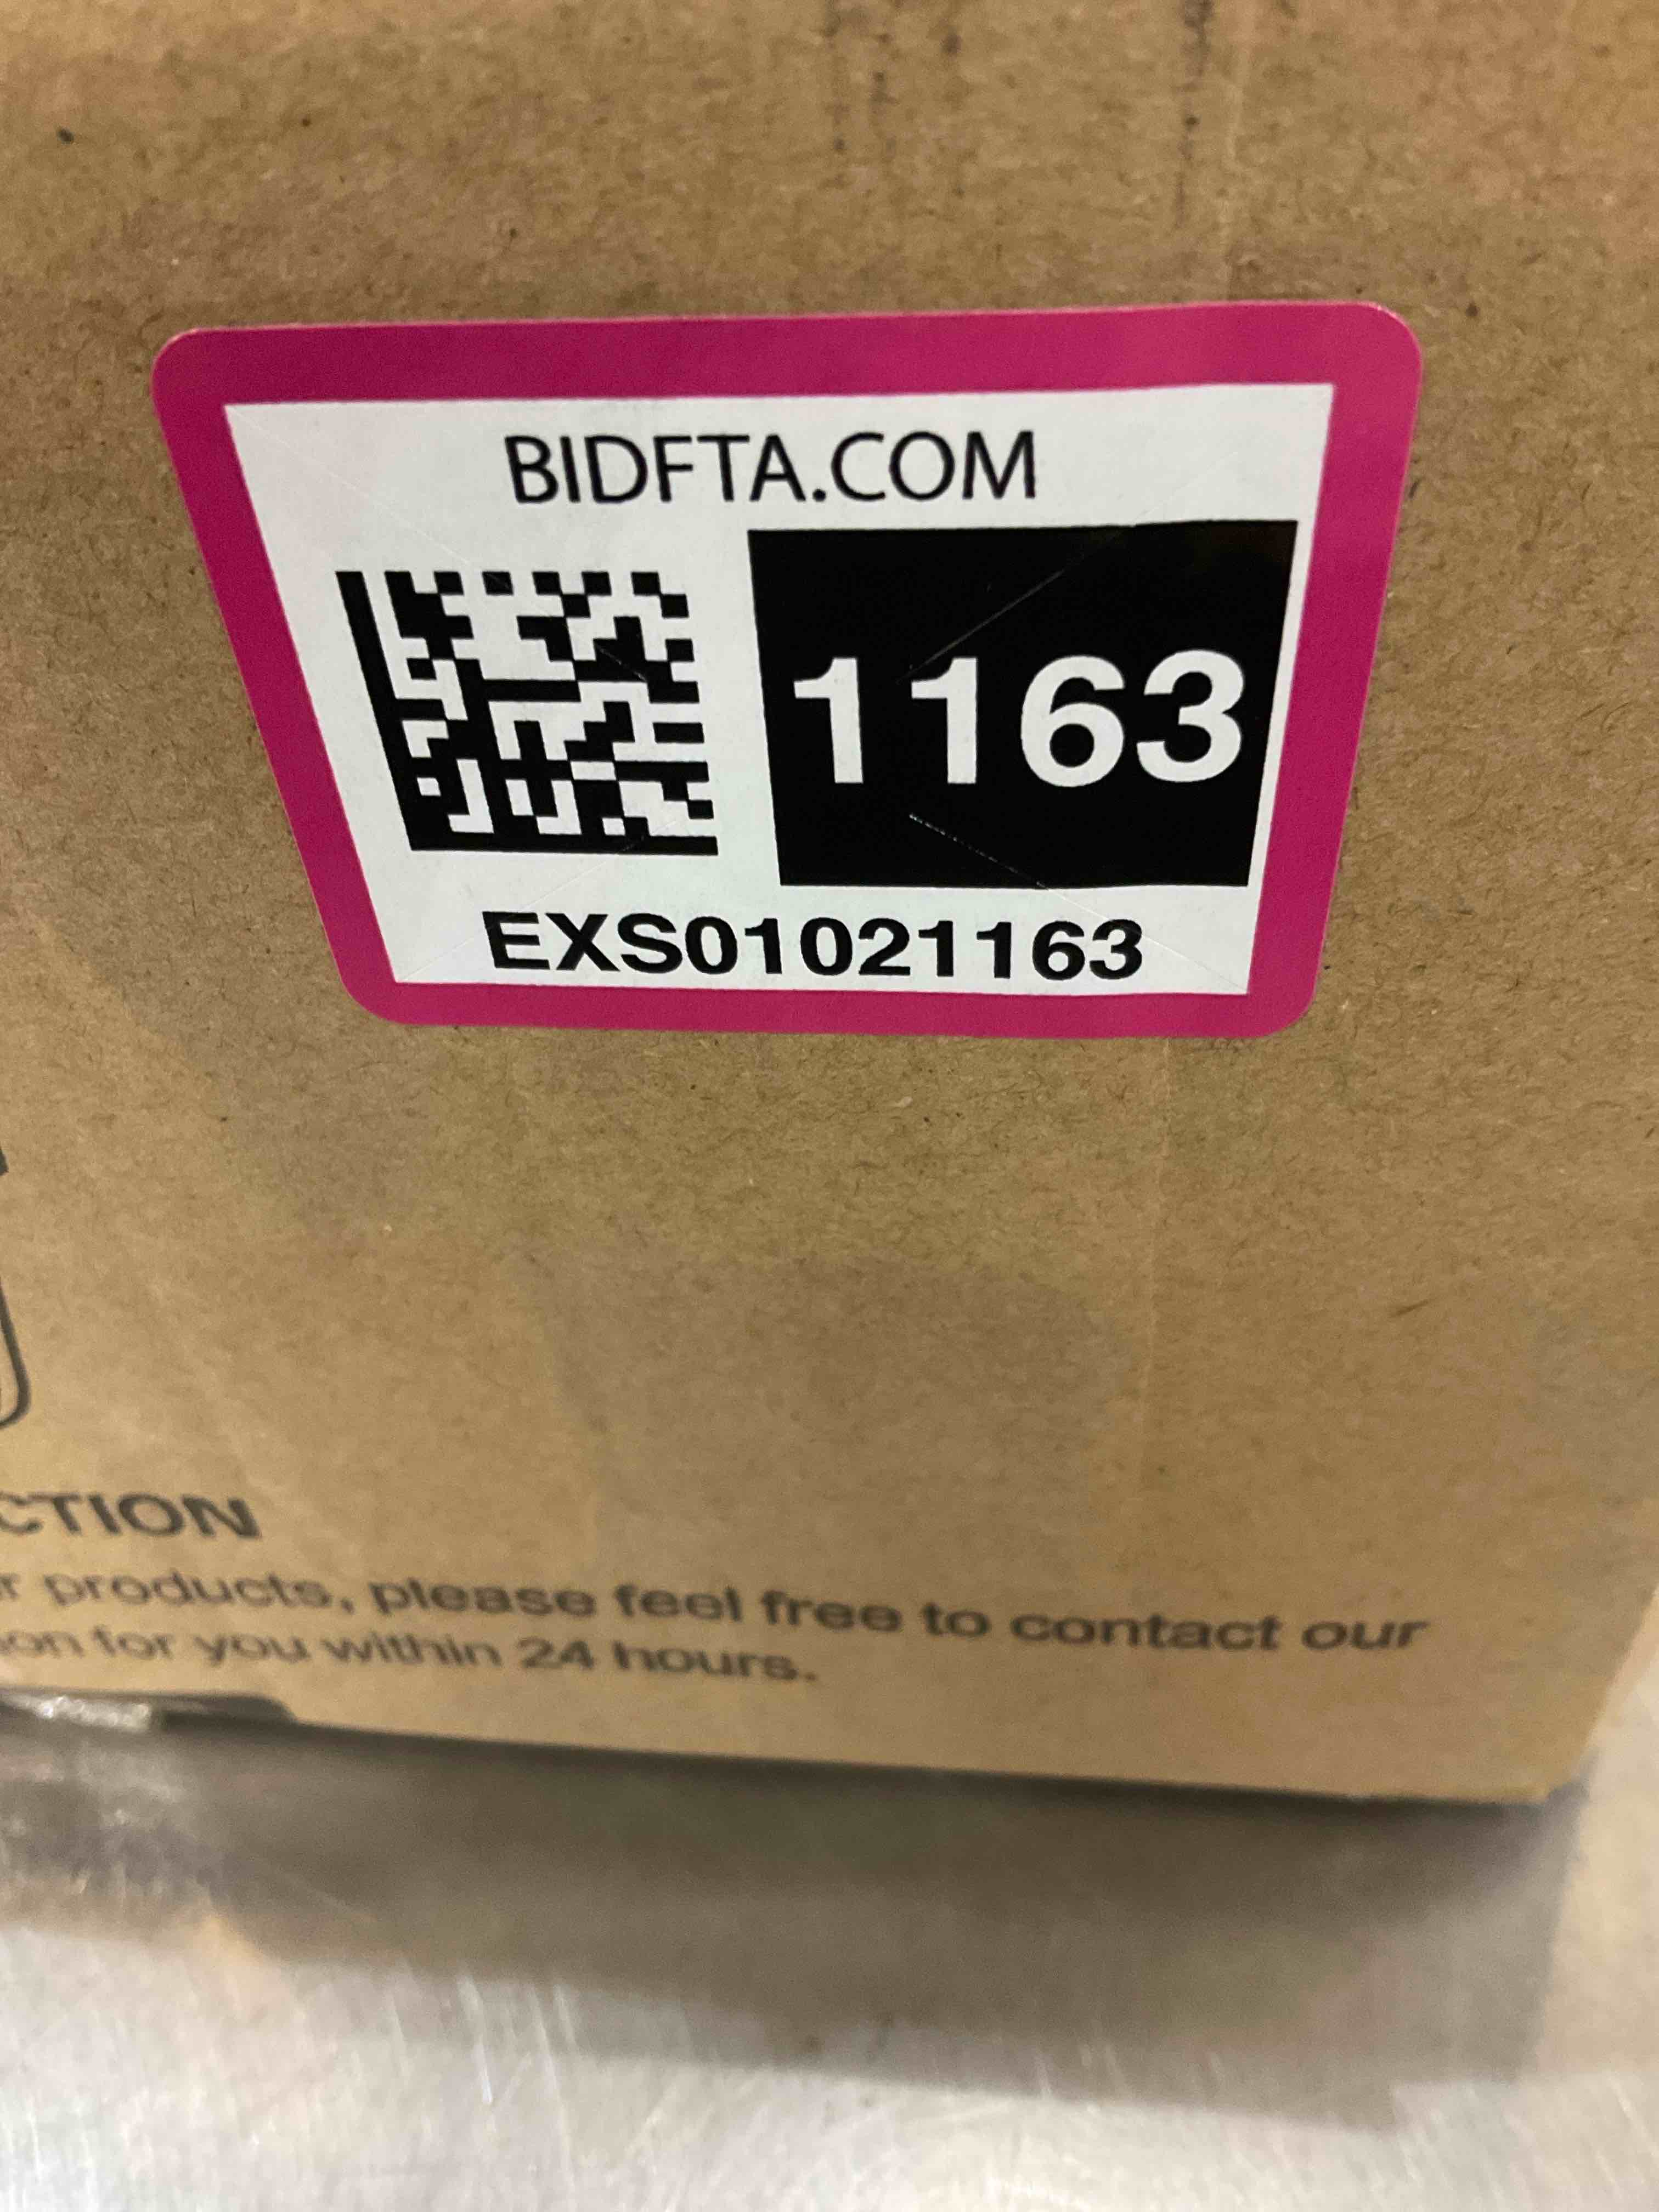 BIDFTA.COM
1163
EXS01021163
CTION
r products, please feel free to contact our
on for you within 24 hours.